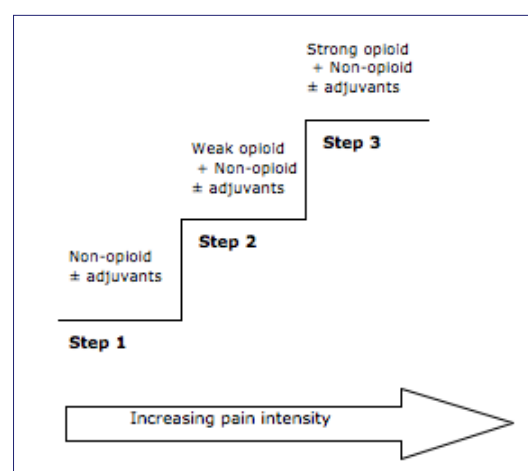 Strong opioid
+ Non-opioid
± adjuvants
Step 3
Weak opioid
+ Non-opioid
± adjuvants
Step 2
Non-opioid
± adjuvants
Step 1
Increasing pain intensity